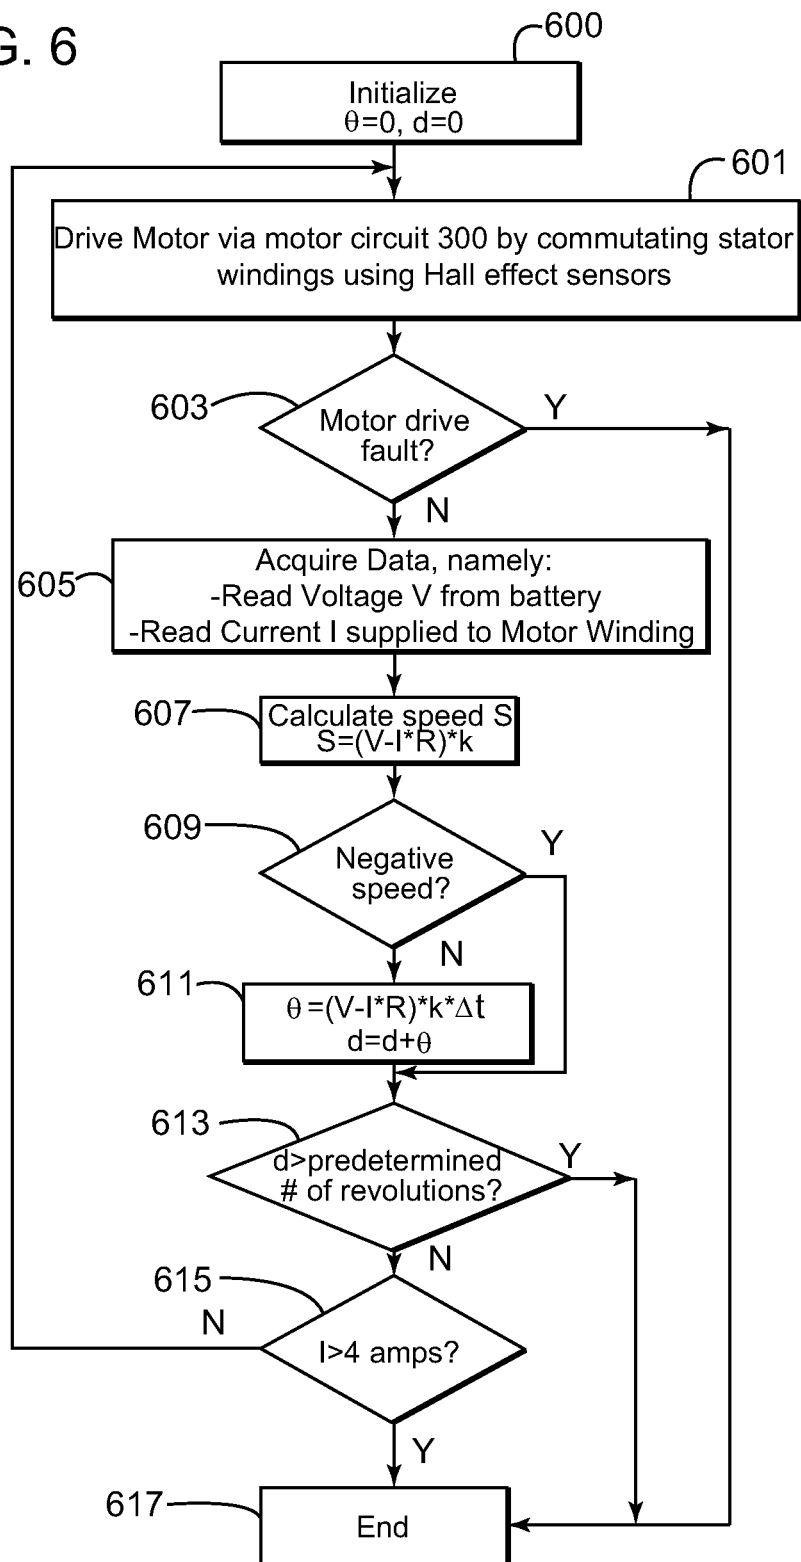 G. 6
600
Initialize
θ=0, d=0
601
Drive Motor via motor circuit 300 by commutating stator
windings using Hall effect sensors
603
Motor drive
fault?
Y
N
605
Acquire Data, namely:
-Read Voltage V from battery
-Read Current I supplied to Motor Winding
607
Calculate speed S
S=(V-I*R)*k
609
Negative
speed?
Y
N
611
θ=(V-I*R)*k*Δt
d=d+θ
613
d>predetermined
# of revolutions?
Y
N
615
N
I>4 amps?
Y
617
End